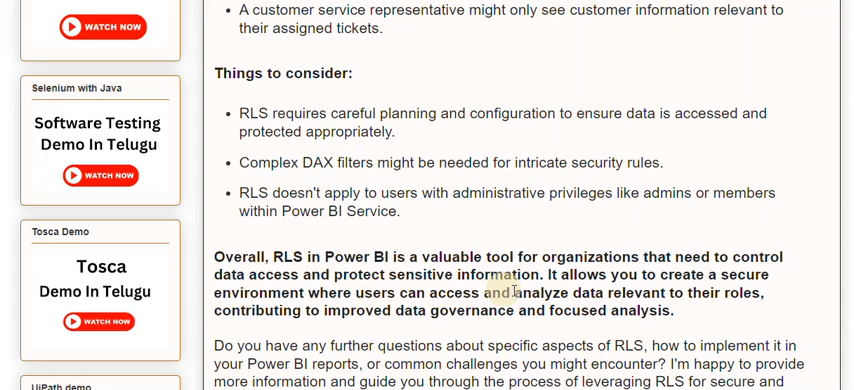 WATCH NOW
Selenium with Java
Software Testing
Demo In Telugu
WATCH NOW
Tosca Demo
Tosca
Demo In Telugu
WATCH NOW
UiPath demo
• A customer service representative might only see customer information relevant to
their assigned tickets.
Things to consider:
• RLS requires careful planning and configuration to ensure data is accessed and
protected appropriately.
• Complex DAX filters might be needed for intricate security rules.
• RLS doesn't apply to users with administrative privileges like admins or members
within Power BI Service.
Overall, RLS in Power BI is a valuable tool for organizations that need to control
data access and protect sensitive information. It allows you to create a secure
environment where users can access and analyze data relevant to their roles,
contributing to improved data governance and focused analysis.
Do you have any further questions about specific aspects of RLS, how to implement it in
your Power BI reports, or common challenges you might encounter? I'm happy to provide
more information and guide you through the process of leveraging RLS for secure and